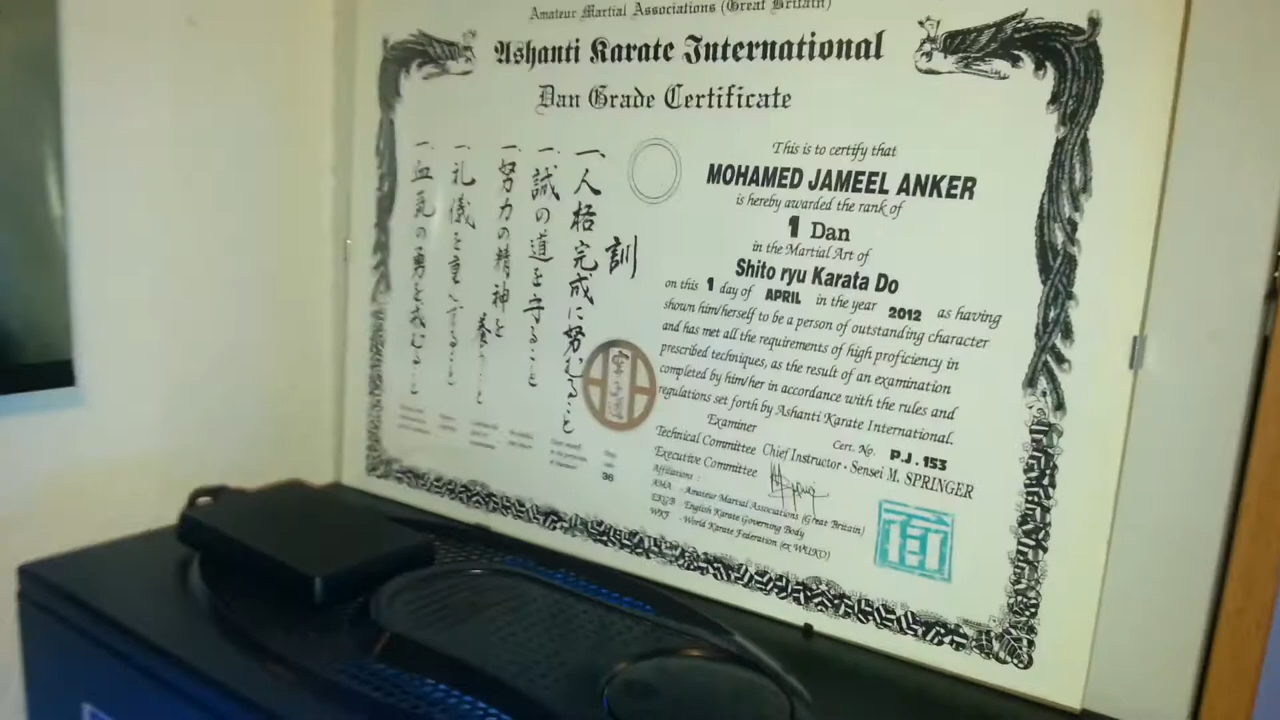 Amateur Martial Associations (Great Britain)
Ashanti Karate International
Dan Grade Certificate
This is to certify that
MOHAMED JAMEEL ANKER
is hereby awarded the rank of
1 Dan
in the Martial Art of
Shito ryu Karata Do
on this 1 day of APRIL in the year 2012 as having
shown him/herself to be a person of outstanding character
and has met all the requirements of high proficiency in
prescribed techniques, as the result of an examination
completed by him/her in accordance with the rules and
regulations set forth by Ashanti Karate International.
Examiner Cert. No. P.J. 153
Technical Committee Chief Instructor - Sensei M. SPRINGER
Executive Committee
Affiliations :
AMA - Amateur Martial Associations (Great Britain)
EKGB - English Karate Governing Body
WKF - World Karate Federation (ex WUKO)
訓
一、人格完成に努めること
一、誠の道を守ること
一、努力の精神を養うこと
一、礼儀を重んずること
一、血気の勇を戒むること
36